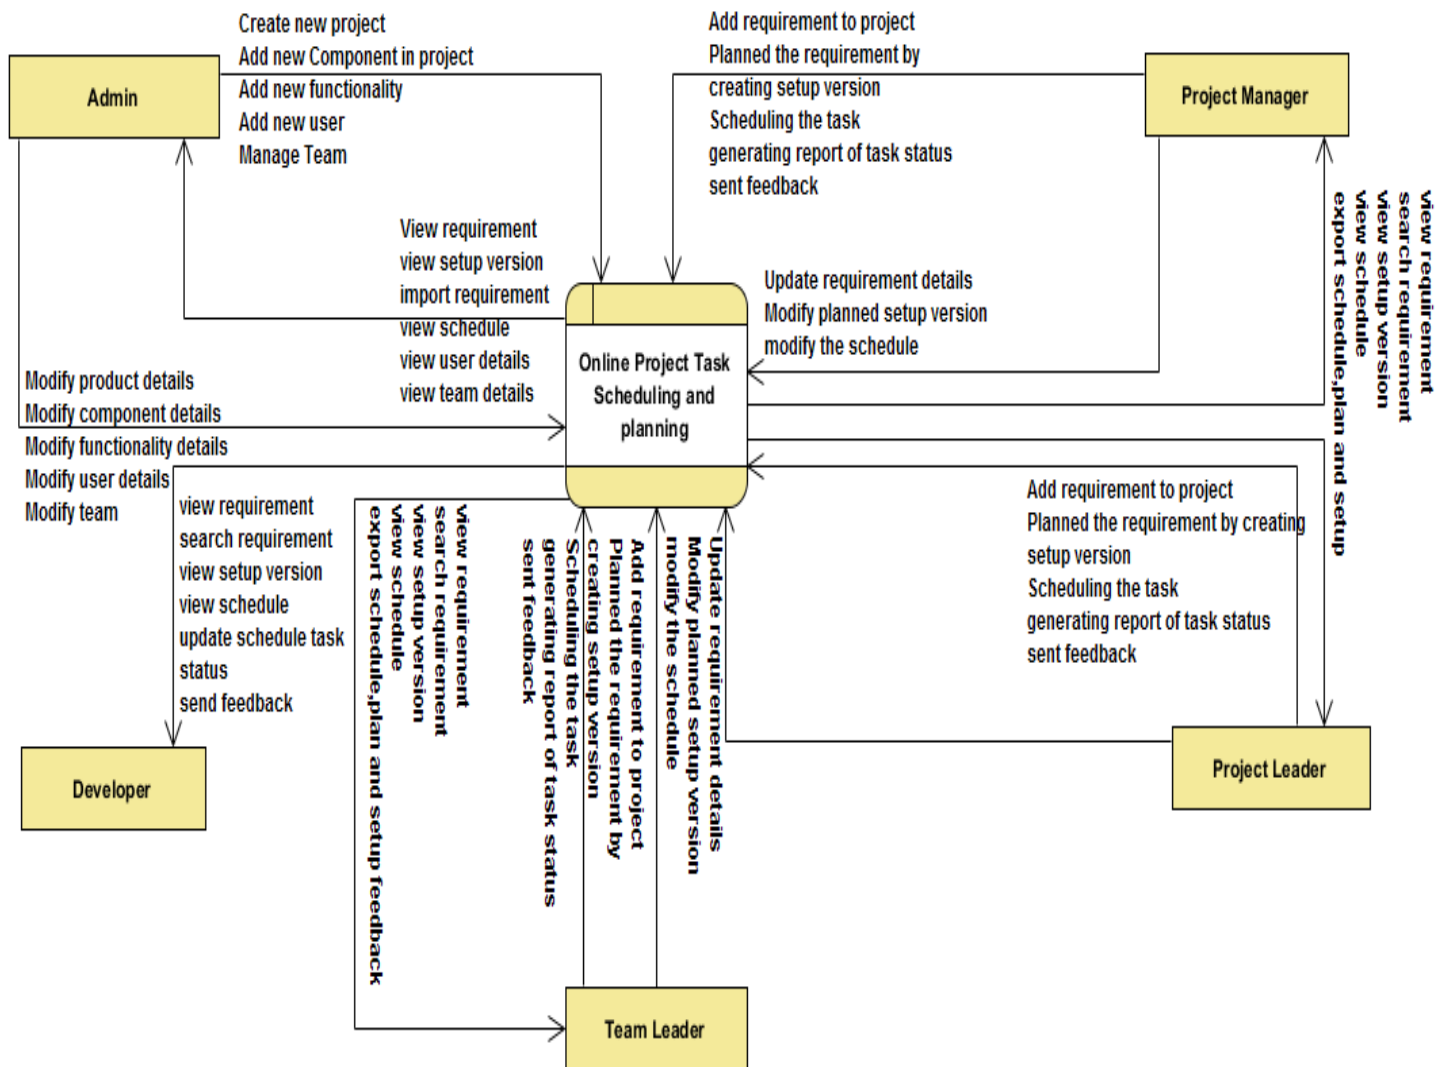 Create new project
Add new Component in project
Add new functionality
Add new user
Manage Team
Add requirement to project
Planned the requirement by
creating setup version
Scheduling the task
generating report of task status
sent feedback
Admin
Project Manager
view requirement
search requirement
view setup version
view schedule
export schedule,plan and setup
View requirement
view setup version
import requirement
view schedule
view user details
view team details
Update requirement details
Modify planned setup version
modify the schedule
Online Project Task
Scheduling and
planning
Modify product details
Modify component details
Modify functionality details
Modify user details
Modify team
view requirement
search requirement
view setup version
view schedule
update schedule task
status
send feedback
view requirement
search requirement
view setup version
view schedule
export schedule,plan and setup feedback
Add requirement to project
Planned the requirement by
creating setup version
Scheduling the task
generating report of task status
sent feedback
Update requirement details
Modify planned setup version
modify the schedule
Add requirement to project
Planned the requirement by creating
setup version
Scheduling the task
generating report of task status
sent feedback
Developer
Project Leader
Team Leader